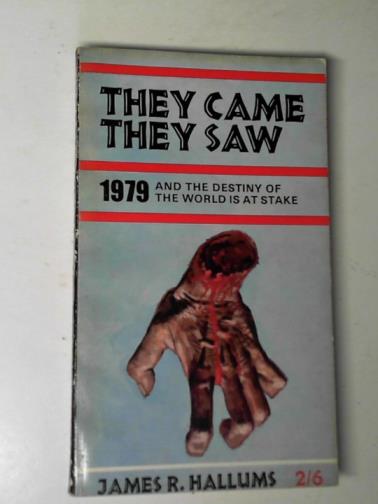 THEY CAME
THEY SAW
1979 AND THE DESTINY OF
THE WORLD IS AT STAKE
JAMES R. HALLUMS 2/6